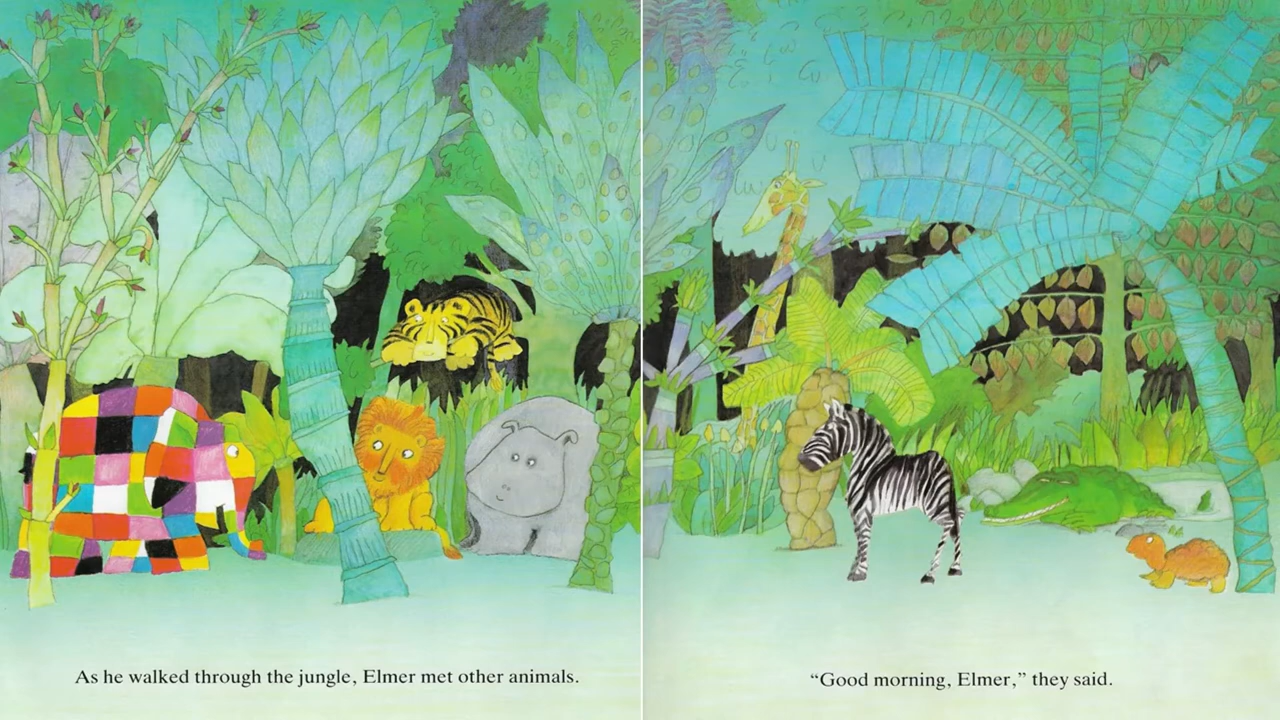 As he walked through the jungle, Elmer met other animals.
“Good morning, Elmer,” they said.